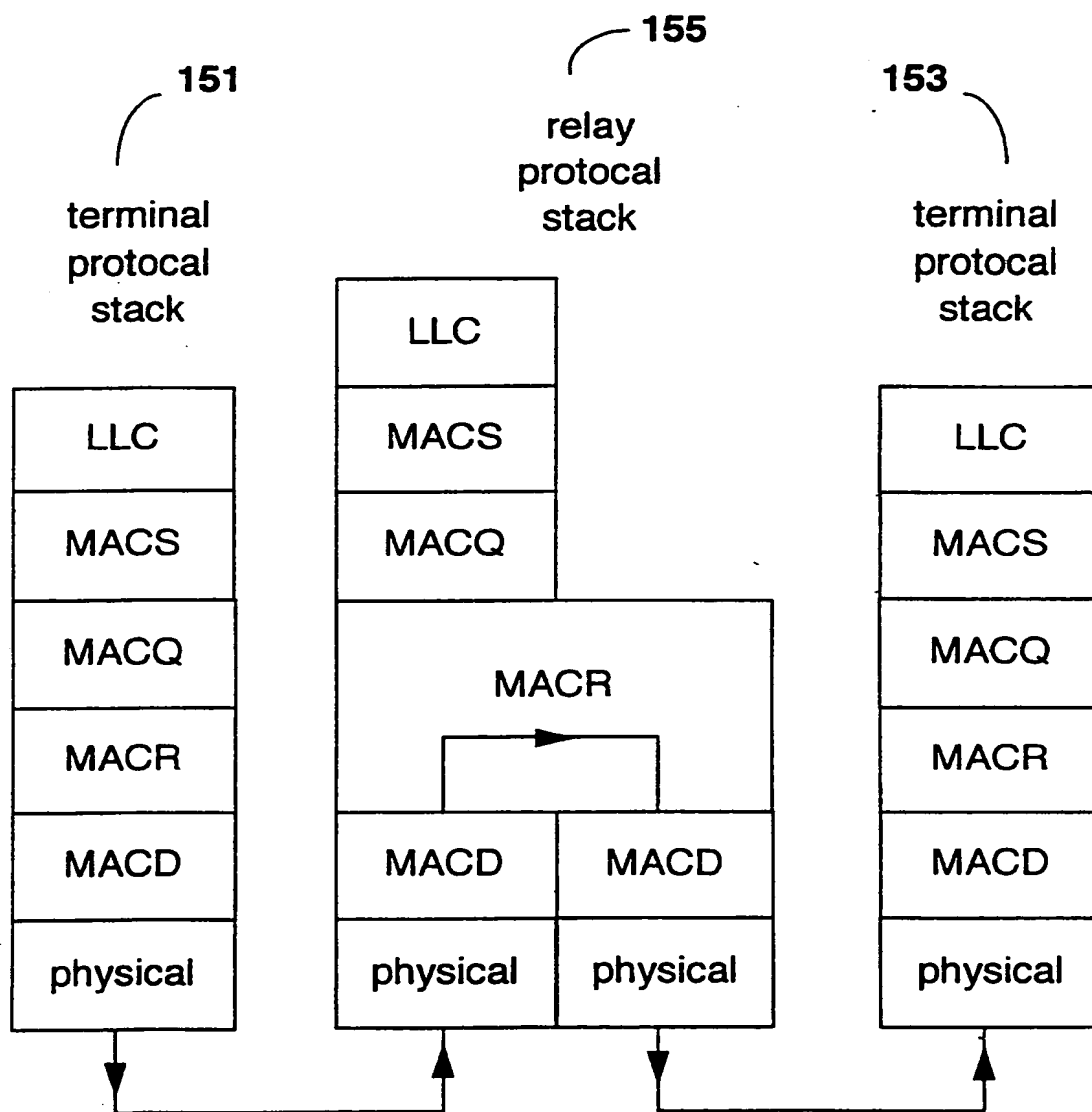 151
terminal
protocal
stack
LLC
MACS
MACQ
MACR
MACD
physical
155
relay
protocal
stack
LLC
MACS
MACQ
MACR
MACD
MACD
physical
physical
153
terminal
protocal
stack
LLC
MACS
MACQ
MACR
MACD
physical